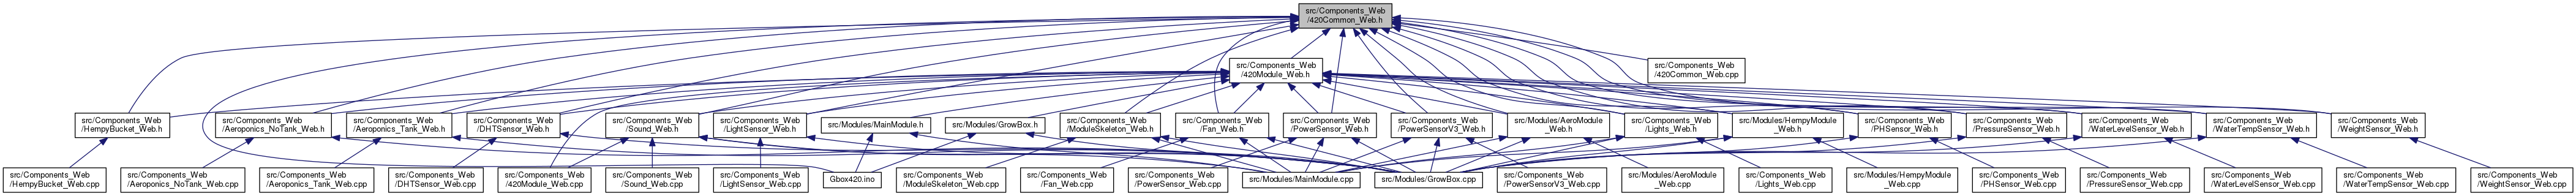 src/Components_Web
/420Common_Web.h
src/Components_Web
/420Module_Web.h
src/Components_Web
/420Common_Web.cpp
src/Components_Web
/HempyBucket_Web.h
src/Components_Web
/Aeroponics_NoTank_Web.h
src/Components_Web
/Aeroponics_Tank_Web.h
src/Components_Web
/DHTSensor_Web.h
src/Components_Web
/Sound_Web.h
src/Components_Web
/LightSensor_Web.h
src/Modules/MainModule.h
src/Modules/GrowBox.h
src/Components_Web
/ModuleSkeleton_Web.h
src/Components_Web
/Fan_Web.h
src/Components_Web
/PowerSensor_Web.h
src/Components_Web
/PowerSensorV3_Web.h
src/Modules/AeroModule
_Web.h
src/Components_Web
/Lights_Web.h
src/Modules/HempyModule
_Web.h
src/Components_Web
/PHSensor_Web.h
src/Components_Web
/PressureSensor_Web.h
src/Components_Web
/WaterLevelSensor_Web.h
src/Components_Web
/WaterTempSensor_Web.h
src/Components_Web
/WeightSensor_Web.h
src/Components_Web
/HempyBucket_Web.cpp
src/Components_Web
/Aeroponics_NoTank_Web.cpp
src/Components_Web
/Aeroponics_Tank_Web.cpp
src/Components_Web
/DHTSensor_Web.cpp
src/Components_Web
/420Module_Web.cpp
src/Components_Web
/Sound_Web.cpp
src/Components_Web
/LightSensor_Web.cpp
Gbox420.ino
src/Components_Web
/ModuleSkeleton_Web.cpp
src/Components_Web
/Fan_Web.cpp
src/Components_Web
/PowerSensor_Web.cpp
src/Modules/MainModule.cpp
src/Modules/GrowBox.cpp
src/Components_Web
/PowerSensorV3_Web.cpp
src/Modules/AeroModule
_Web.cpp
src/Components_Web
/Lights_Web.cpp
src/Modules/HempyModule
_Web.cpp
src/Components_Web
/PHSensor_Web.cpp
src/Components_Web
/PressureSensor_Web.cpp
src/Components_Web
/WaterLevelSensor_Web.cpp
src/Components_Web
/WaterTempSensor_Web.cpp
src/Components_Web
/WeightSensor_Web.cpp